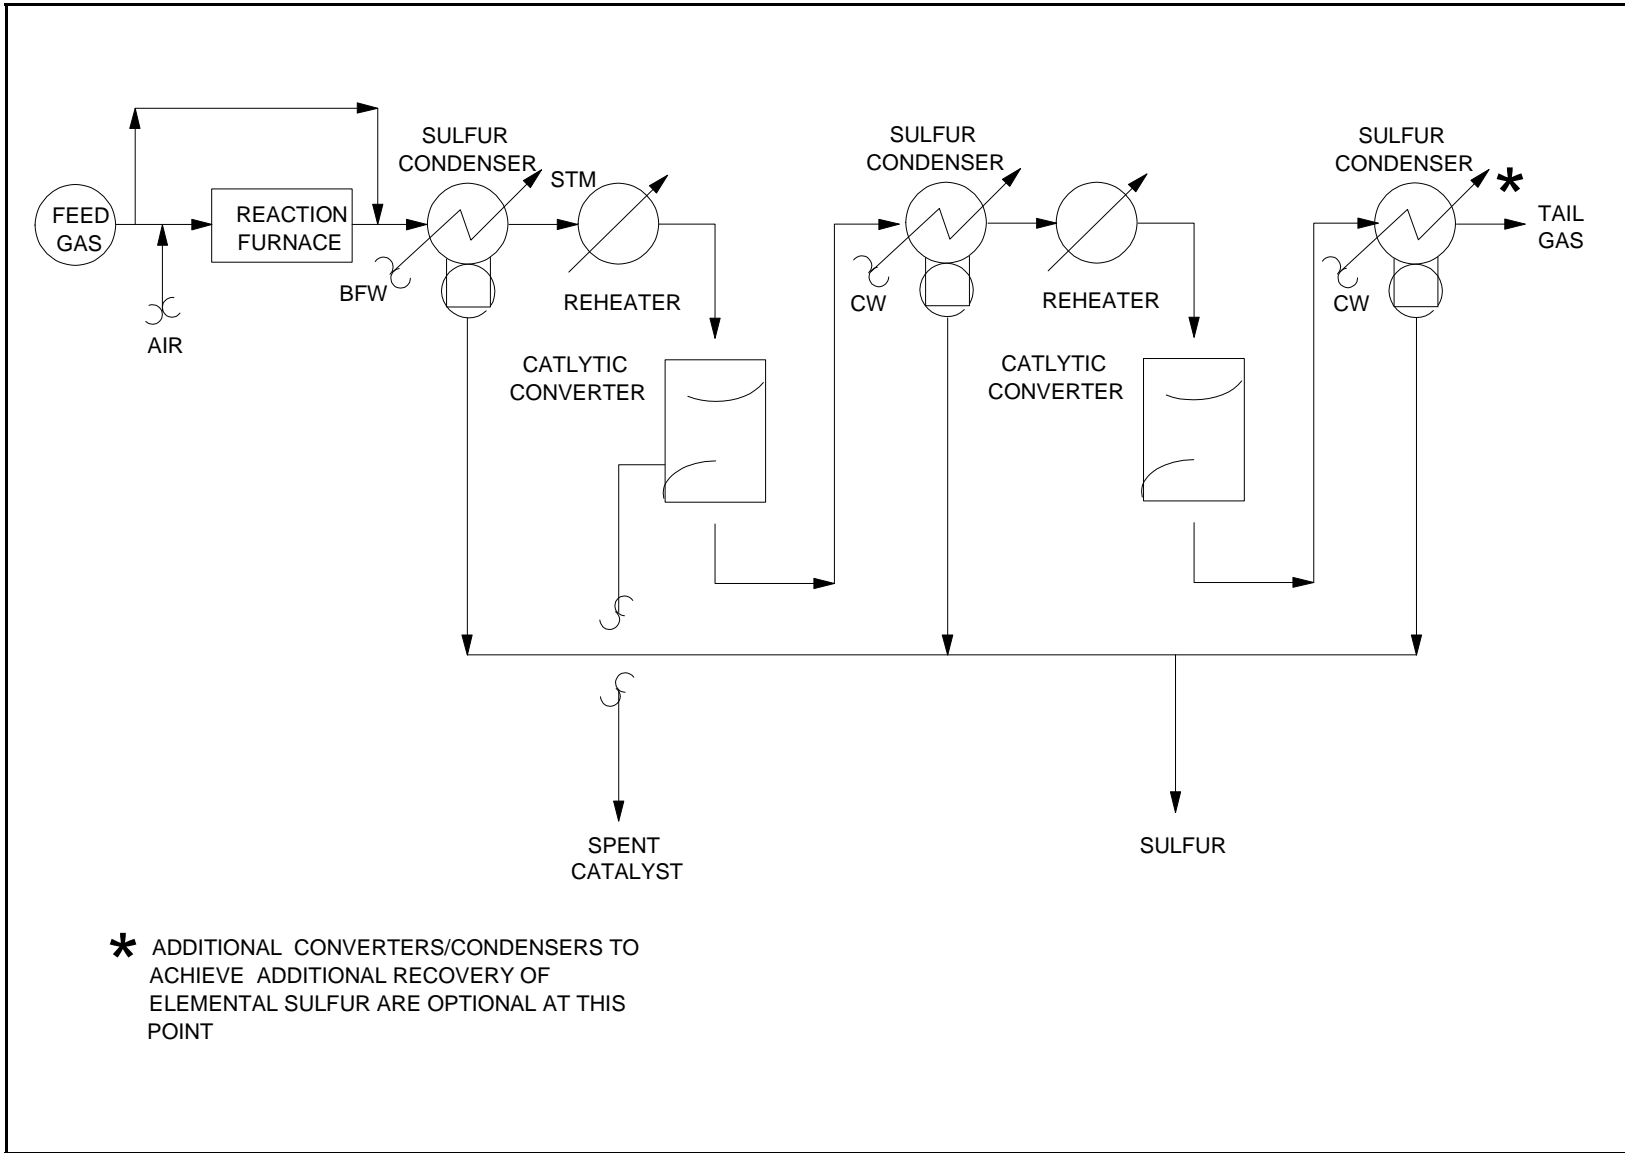 SULFUR
CONDENSER
STM
SULFUR
CONDENSER
SULFUR
CONDENSER
*
FEED
GAS
REACTION
FURNACE
TAIL
GAS
BFW
REHEATER
CW
REHEATER
CW
AIR
CATLYTIC
CONVERTER
CATLYTIC
CONVERTER
SPENT
CATALYST
SULFUR
* ADDITIONAL CONVERTERS/CONDENSERS TO
ACHIEVE ADDITIONAL RECOVERY OF
ELEMENTAL SULFUR ARE OPTIONAL AT THIS
POINT